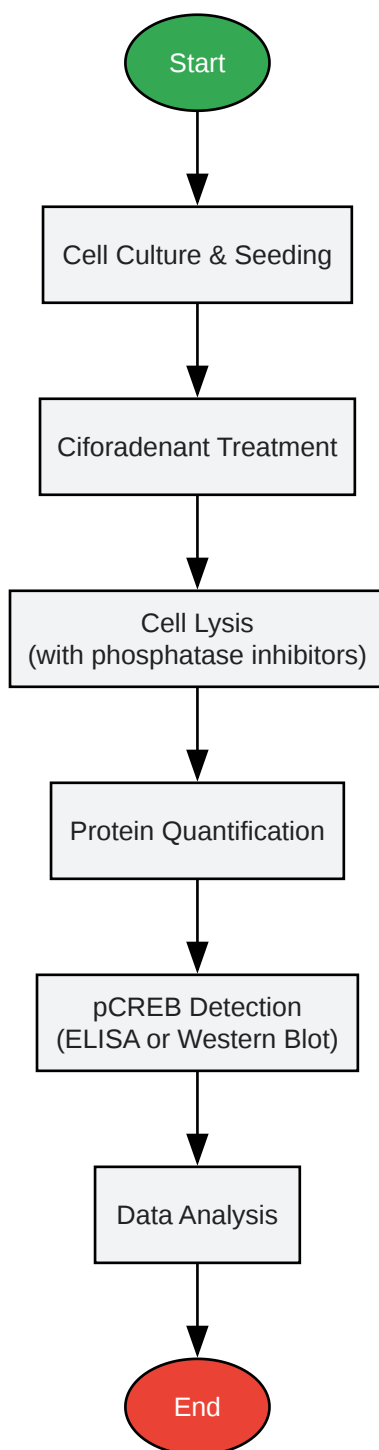 Start
Cell Culture & Seeding
Ciforadenant Treatment
Cell Lysis
(with phosphatase inhibitors)
Protein Quantification
pCREB Detection
(ELISA or Western Blot)
Data Analysis
End